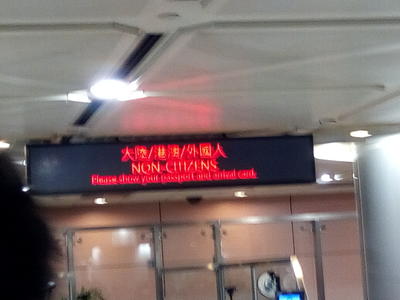 大陸/港澳/外國人
NON-CITIZENS
Please show your passport and arrival card.